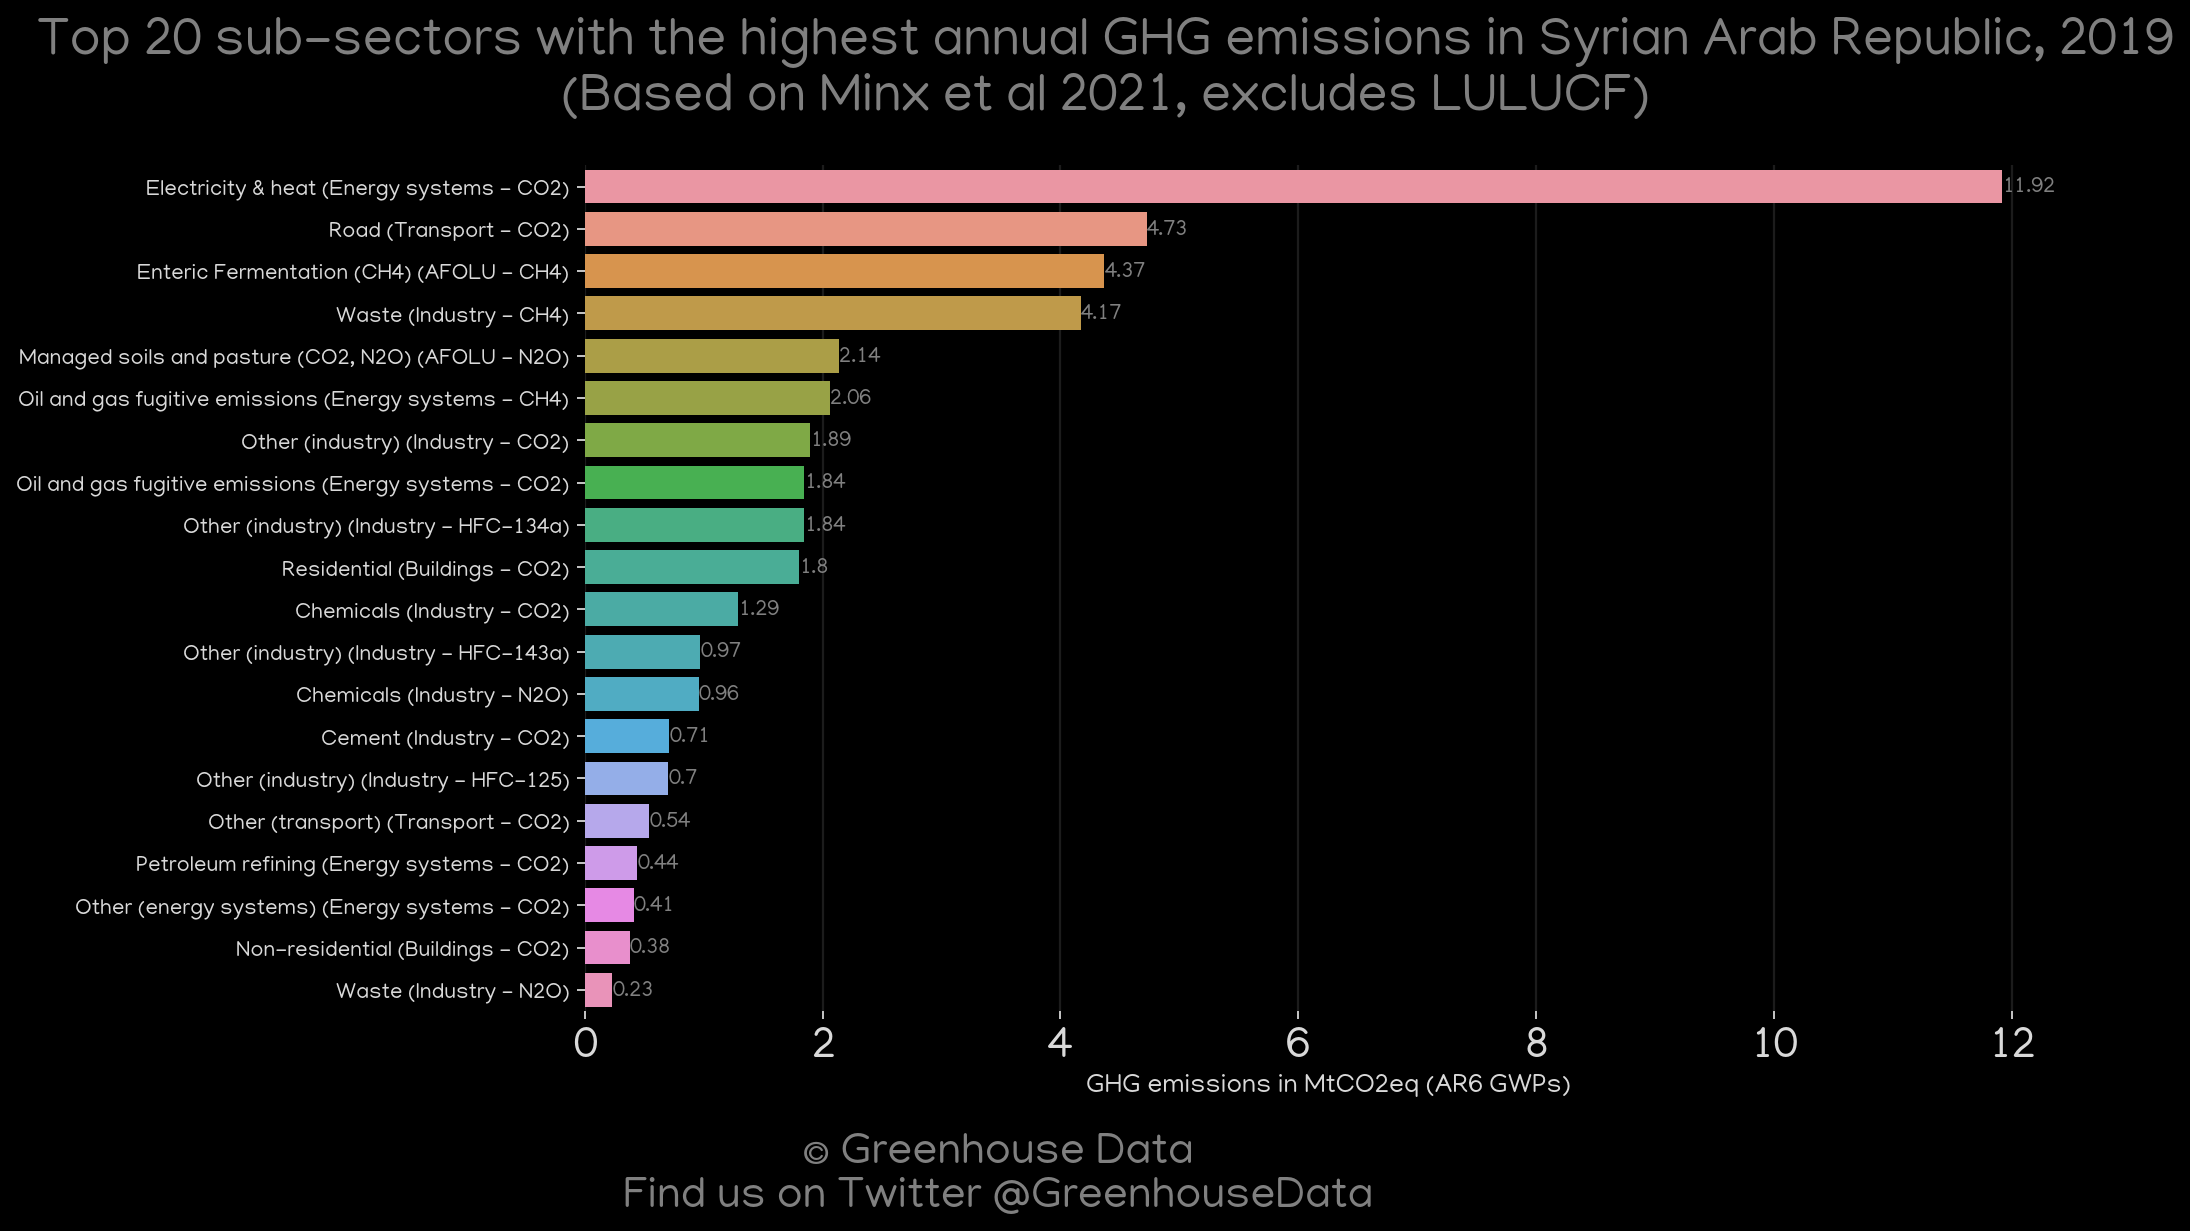 Top 20 sub-sectors with the highest annual GHG emissions in Syrian Arab Republic, 2019
(Based on Minx et al 2021, excludes LULUCF)
Electricity & heat (Energy systems - CO2) 11.92
Road (Transport - CO2) 4.73
Enteric Fermentation (CH4) (AFOLU - CH4) 4.37
Waste (Industry - CH4) 4.17
Managed soils and pasture (CO2, N2O) (AFOLU - N2O) 2.14
Oil and gas fugitive emissions (Energy systems - CH4) 2.06
Other (industry) (Industry - CO2) 1.89
Oil and gas fugitive emissions (Energy systems - CO2) 1.84
Other (industry) (Industry - HFC-134a) 1.84
Residential (Buildings - CO2) 1.8
Chemicals (Industry - CO2) 1.29
Other (industry) (Industry - HFC-143a) 0.97
Chemicals (Industry - N2O) 0.96
Cement (Industry - CO2) 0.71
Other (industry) (Industry - HFC-125) 0.7
Other (transport) (Transport - CO2) 0.54
Petroleum refining (Energy systems - CO2) 0.44
Other (energy systems) (Energy systems - CO2) 0.41
Non-residential (Buildings - CO2) 0.38
Waste (Industry - N2O) 0.23
0 2 4 6 8 10 12
GHG emissions in MtCO2eq (AR6 GWPs)
© Greenhouse Data
Find us on Twitter @GreenhouseData